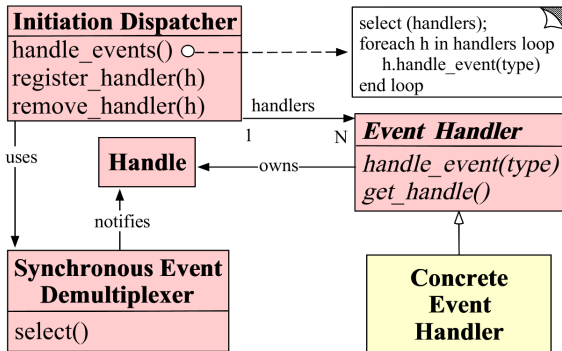 Initiation Dispatcher
handle_events()
register_handler(h)
remove_handler(h)
select (handlers);
foreach h in handlers loop
h.handle_event(type)
end loop
handlers
1
N
uses
Handle
owns
Event Handler
handle_event(type)
get_handle()
notifies
Synchronous Event
Demultiplexer
select()
Concrete
Event
Handler